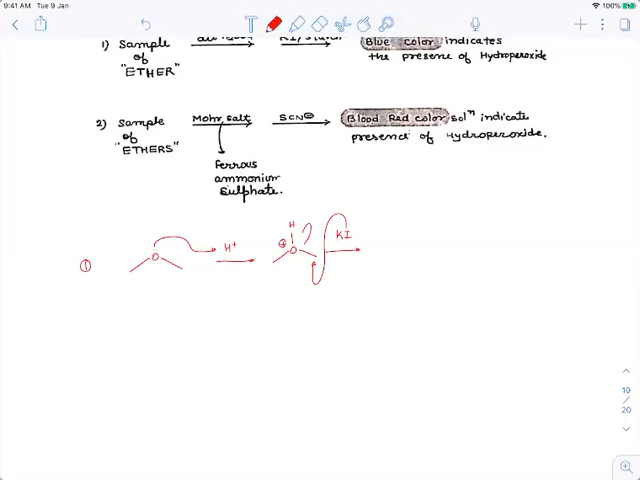 9:41 AM Tue 9 Jan
100%
1) Sample KI/starch Blue color indicates
of the presence of Hydroperoxide
"ETHER"
2) Sample Mohr salt SCN⊖ Blood Red color solⁿ indicate
of presence of Hydroperoxide.
"ETHERS"
ferrous
ammonium
sulphate.
① O H⁺ H ⊕ O KI
19
/
20